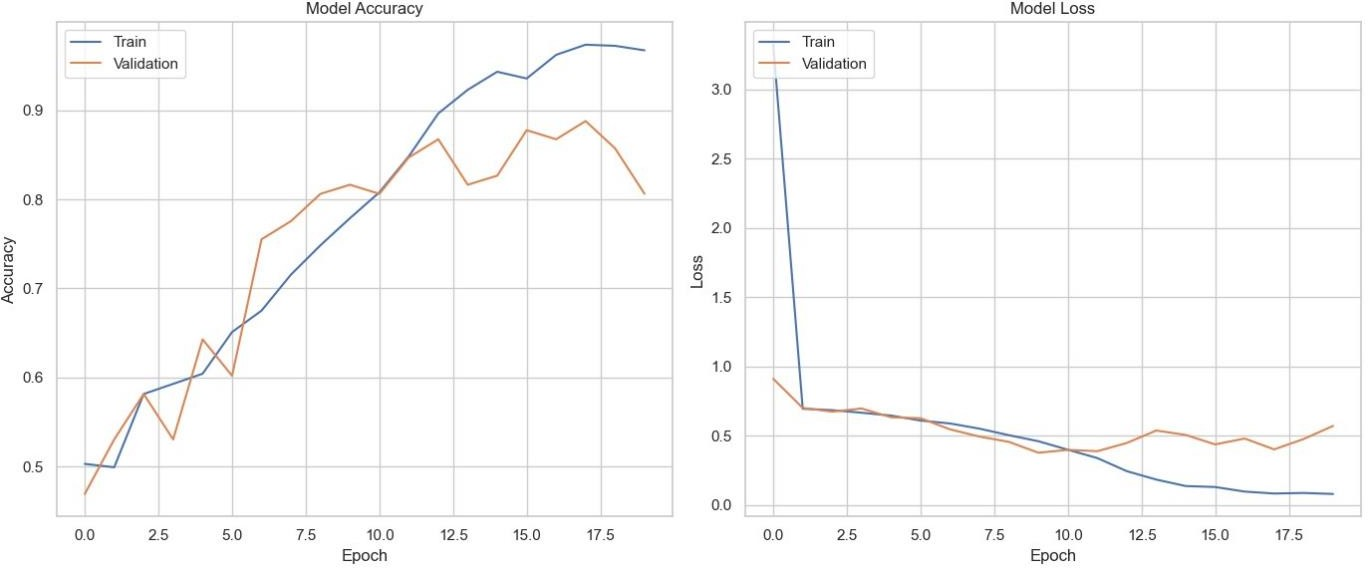 Model Accuracy
Train
Validation
Accuracy
0.9
0.8
0.7
0.6
0.5
0.0 2.5 5.0 7.5 10.0 12.5 15.0 17.5
Epoch
Model Loss
Train
Validation
Loss
3.0
2.5
2.0
1.5
1.0
0.5
0.0
0.0 2.5 5.0 7.5 10.0 12.5 15.0 17.5
Epoch